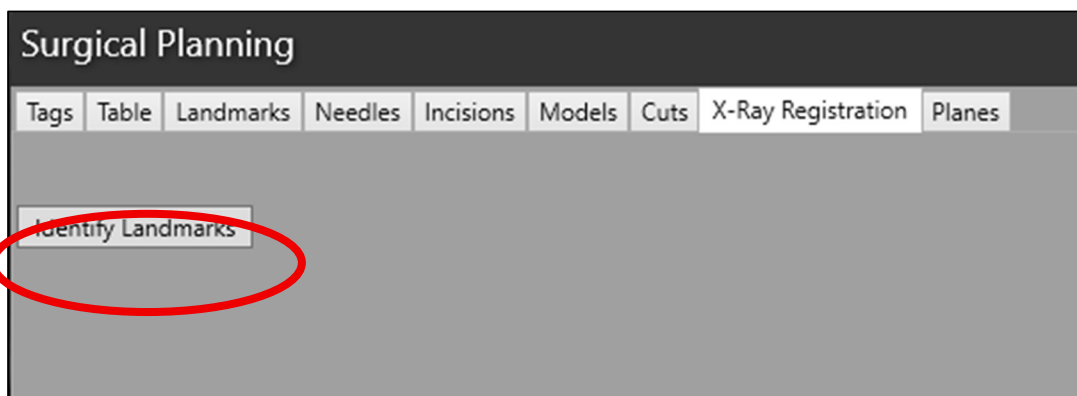 Surgical Planning
Tags Table Landmarks Needles Incisions Models Cuts X-Ray Registration Planes
Identify Landmarks